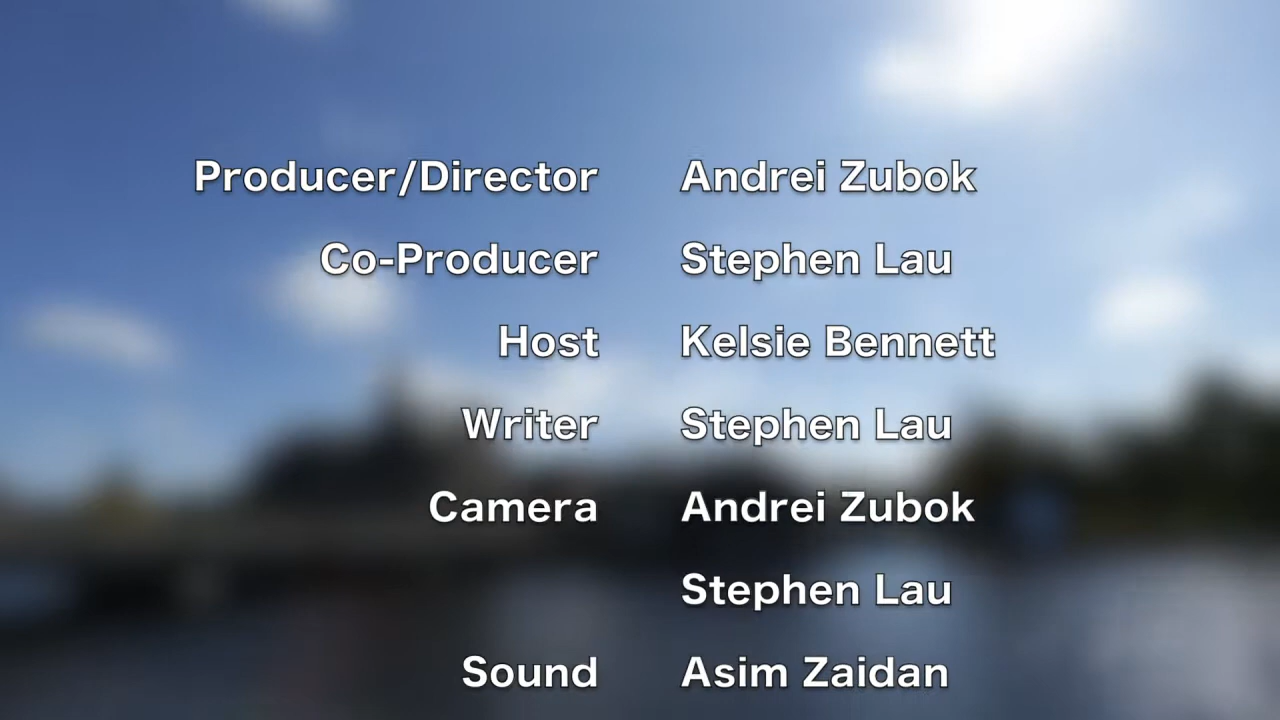 Producer/Director Andrei Zubok
Co-Producer Stephen Lau
Host Kelsie Bennett
Writer Stephen Lau
Camera Andrei Zubok
Stephen Lau
Sound Asim Zaidan